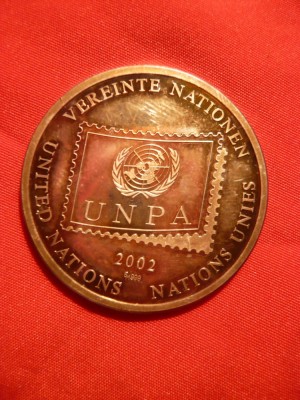 VEREINTE NATIONEN
UNITED NATIONS
NATIONS UNIES
UNPA
2002